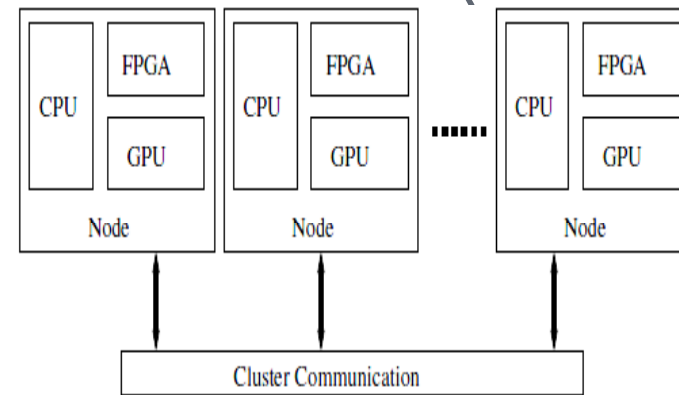 CPU
FPGA
GPU
Node
CPU
FPGA
GPU
Node
CPU
FPGA
GPU
Node
Cluster Communication